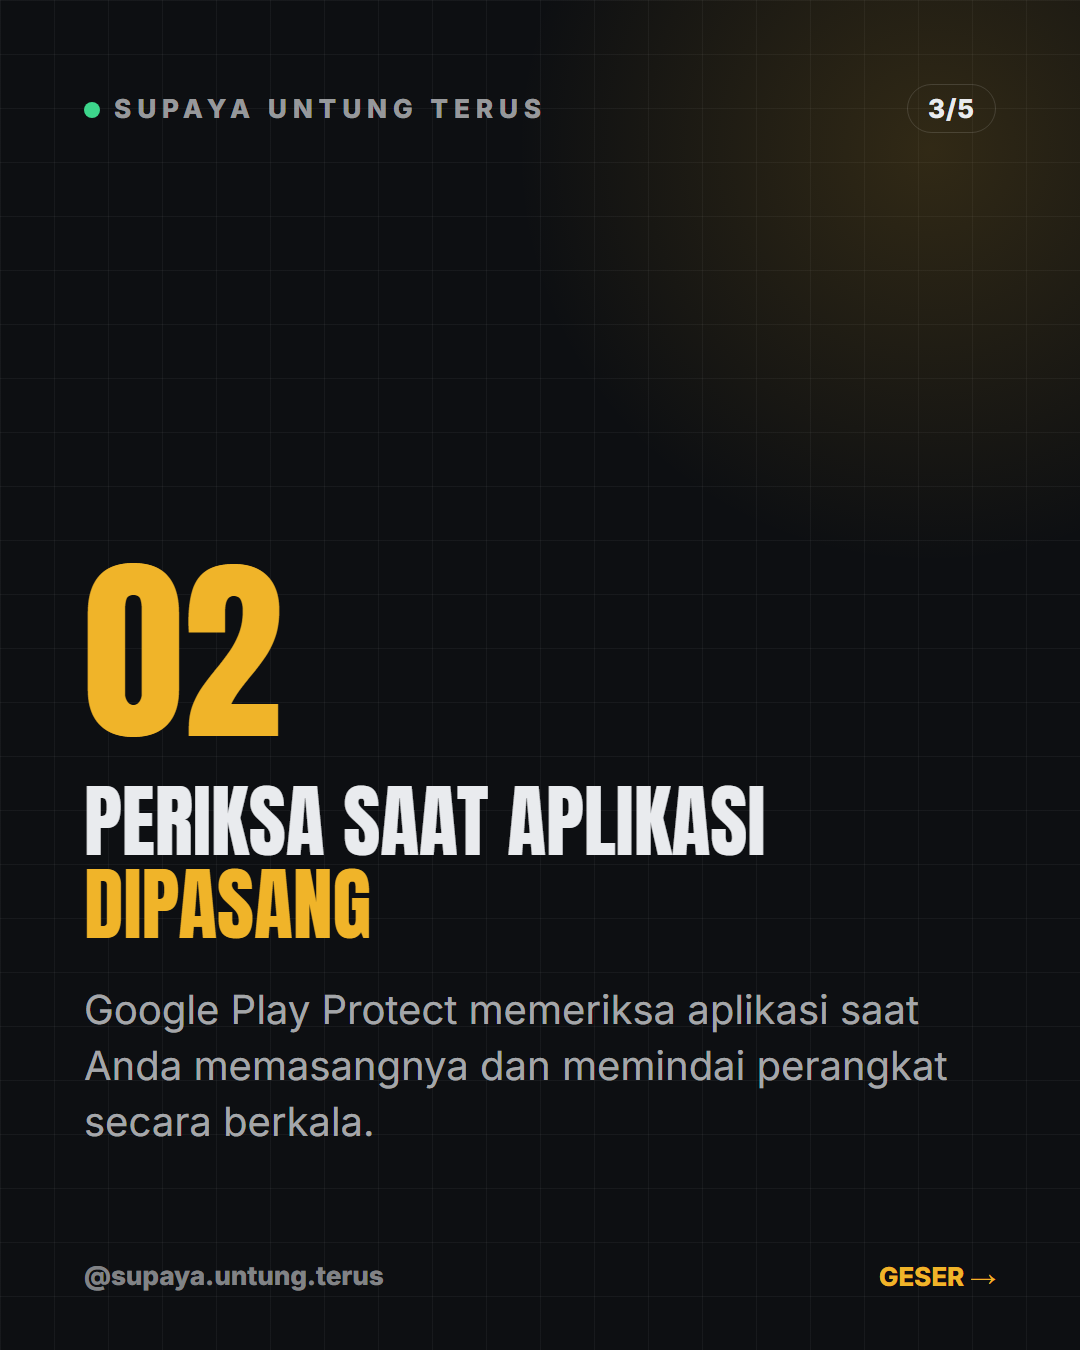 SUPAYA UNTUNG TERUS
3/5
02
PERIKSA SAAT APLIKASI
DIPASANG
Google Play Protect memeriksa aplikasi saat
Anda memasangnya dan memindai perangkat
secara berkala.
@supaya.untung.terus
GESER →